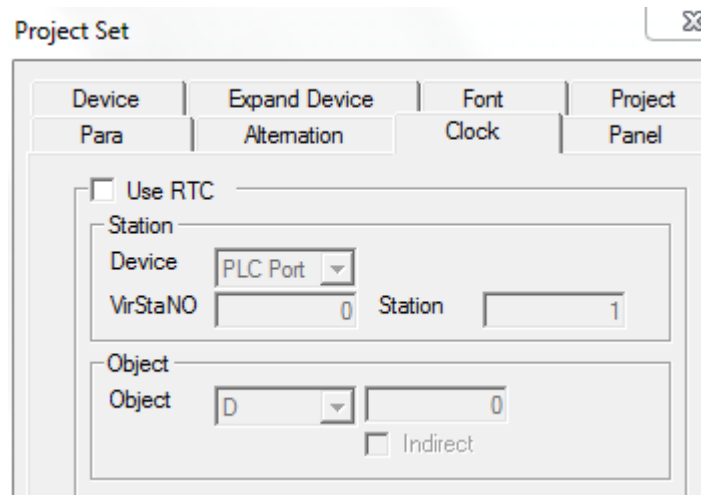 Project Set
Device Expand Device Font Project
Para Alternation Clock Panel
Use RTC
Station
Device PLC Port
VirStaNO 0 Station 1
Object
Object D 0
Indirect